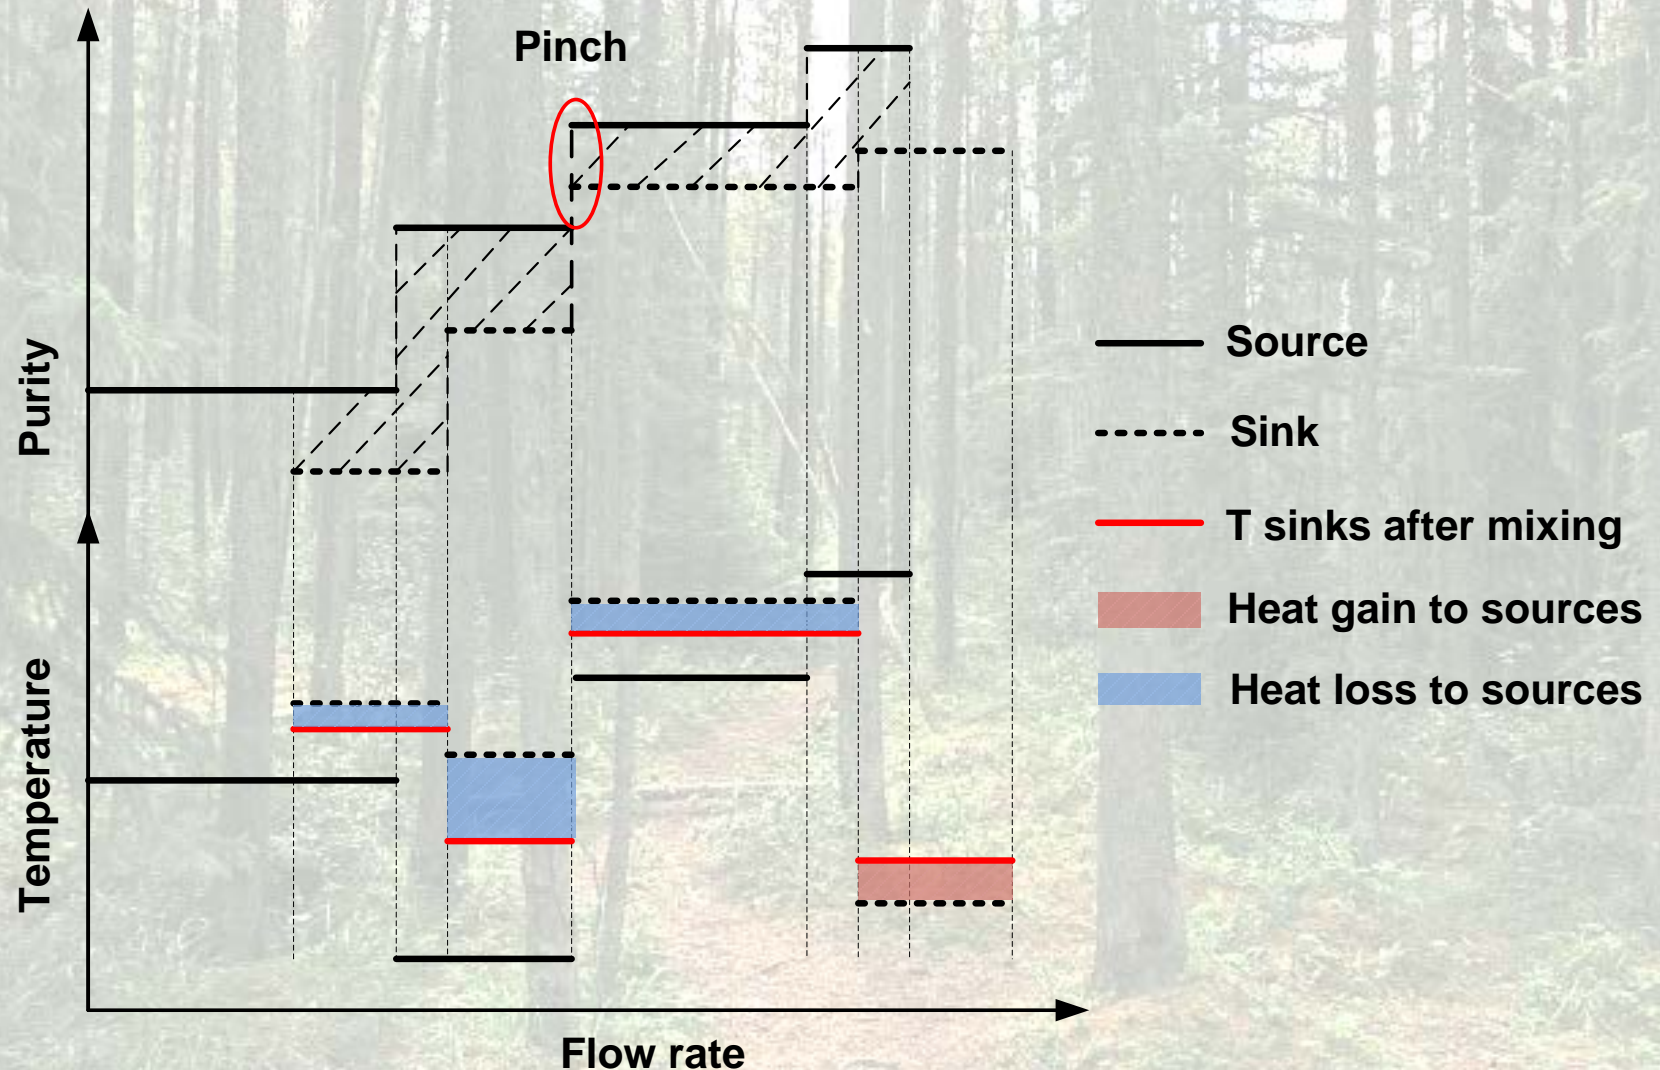 Pinch
Purity
Temperature
Flow rate
Source
Sink
T sinks after mixing
Heat gain to sources
Heat loss to sources